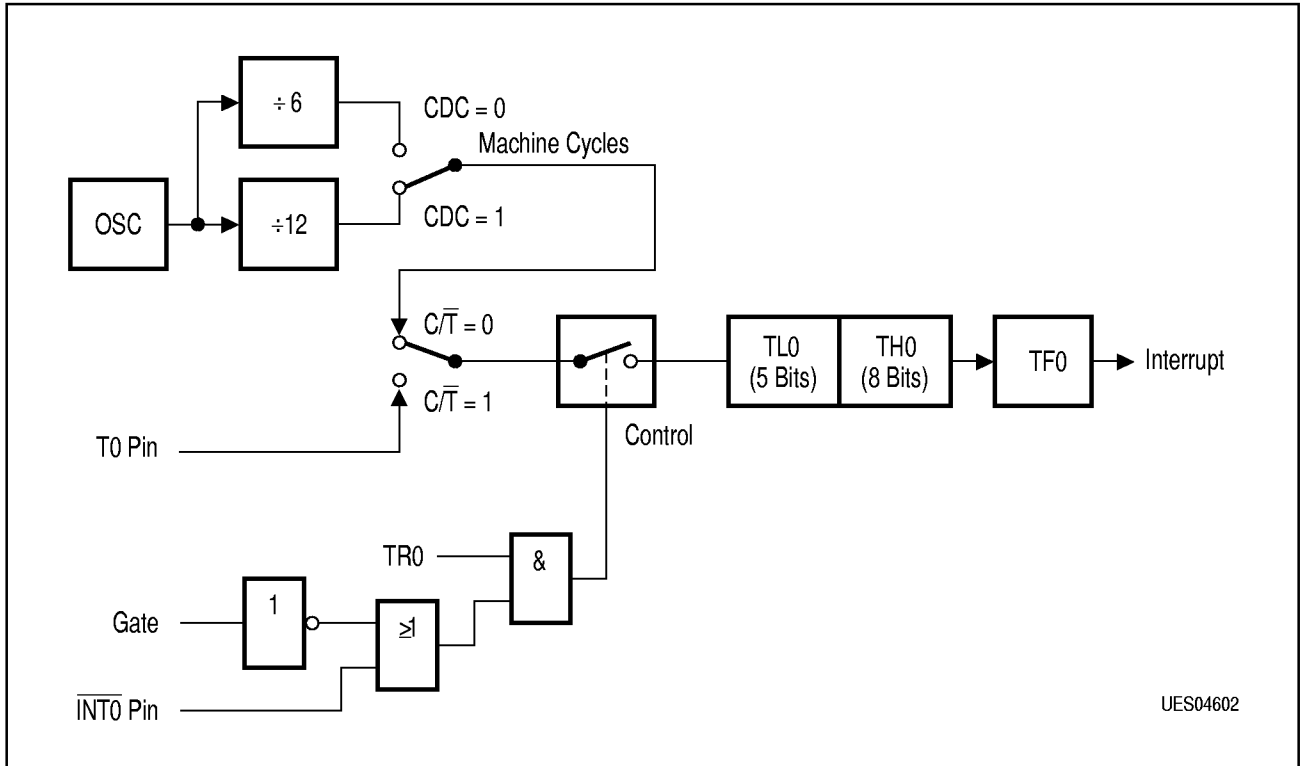 ÷ 6
CDC = 0
Machine Cycles
OSC
÷12
CDC = 1
C/T̅ = 0
C/T̅ = 1
TL0
(5 Bits)
TH0
(8 Bits)
TF0
Interrupt
T0 Pin
Control
TR0
&
Gate
1
≥1
I̅N̅T̅0̅ Pin
UES04602